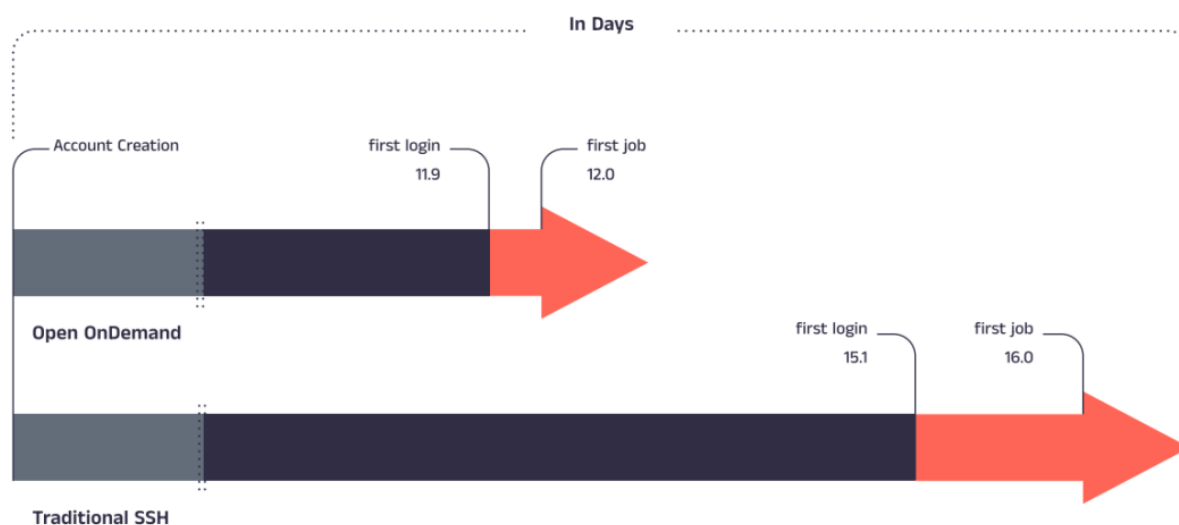 In Days
Account Creation
first login
11.9
first job
12.0
Open OnDemand
first login
15.1
first job
16.0
Traditional SSH